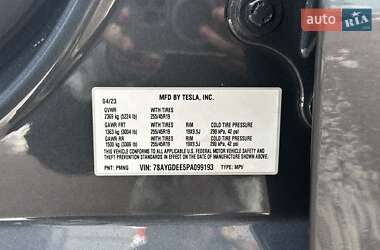 auto RIA .com
MFD BY TESLA, INC.
04/23
GVWR WITH TIRES
2369 kg (5224 lb) 255/45R19
GAWR FRT WITH TIRES RIM COLD TIRE PRESSURE
1363 kg (3004 lb) 255/45R19 19X9.5J 290 kPa, 42 psi
GAWR RR WITH TIRES RIM COLD TIRE PRESSURE
1500 kg (3306 lb) 255/45R19 19X9.5J 290 kPa, 42 psi
THIS VEHICLE CONFORMS TO ALL APPLICABLE U.S. FEDERAL MOTOR VEHICLE SAFETY AND
THEFT PREVENTION STANDARDS IN EFFECT ON THE DATE OF MANUFACTURE SHOWN ABOVE.
PNT: PMNG VIN: 7SAYGDEE5PA099193 TYPE: MPV